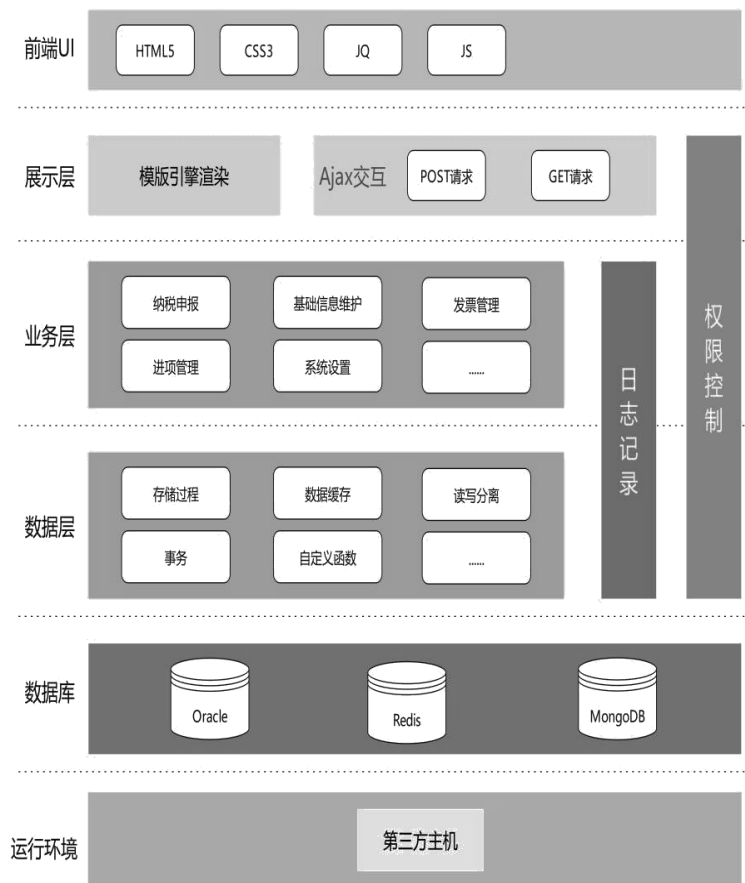 前端UI
HTML5
CSS3
JQ
JS
展示层
模版引擎渲染
Ajax交互
POST请求
GET请求
业务层
纳税申报
基础信息维护
发票管理
进项管理
系统设置
......
日志记录
权限控制
数据层
存储过程
数据缓存
读写分离
事务
自定义函数
......
数据库
Oracle
Redis
MongoDB
运行环境
第三方主机